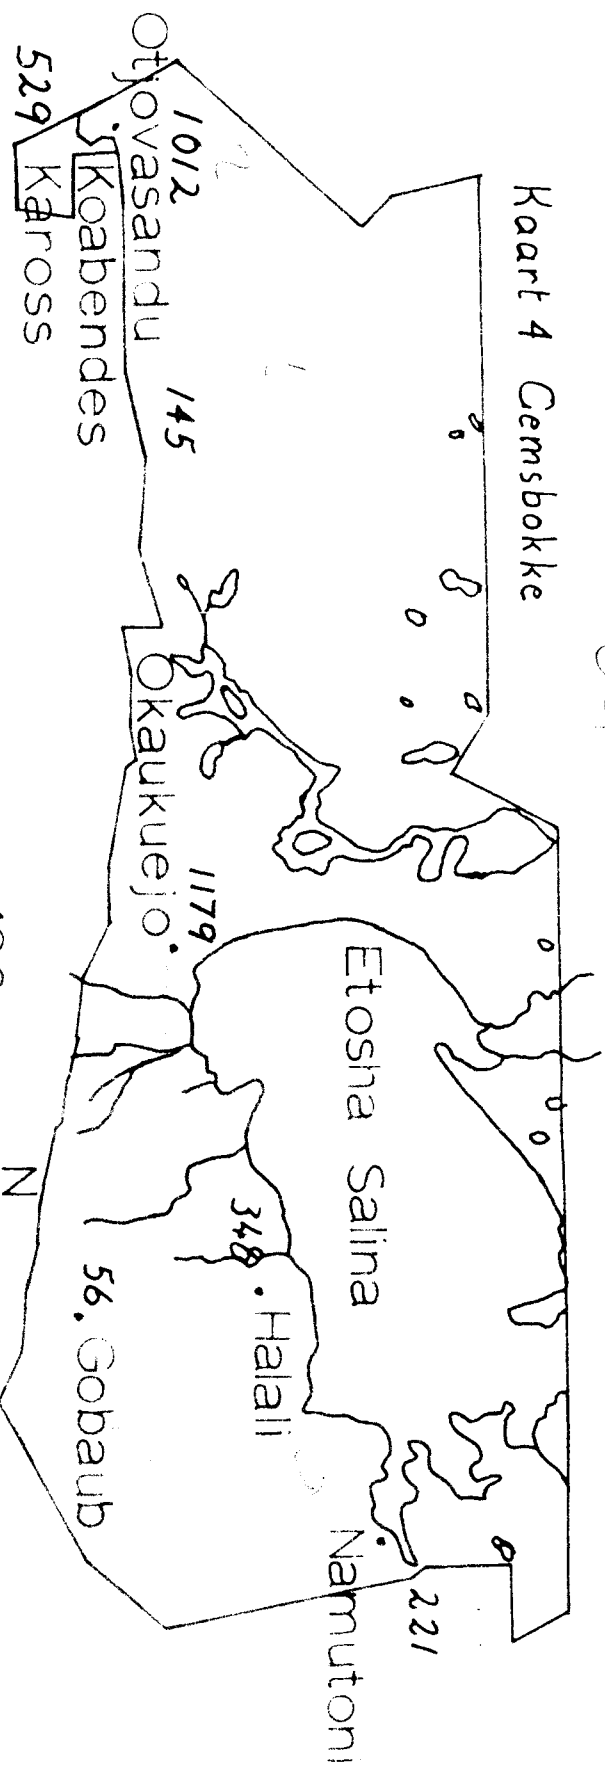 Kaart 4 Gemsbokke
Etosha Salina
Namutoni
221
Halali
348
1012
145
1179
Otjovasandu
Okaukuejo
56
Gobaub
Koabendes
529
Kaross
N